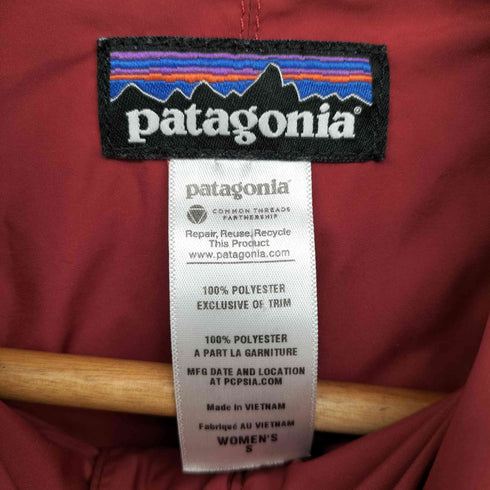 patagonia
patagonia
COMMON THREADS
PARTNERSHIP
Repair, Reuse, Recycle
This Product
www.patagonia.com
100% POLYESTER
EXCLUSIVE OF TRIM
100% POLYESTER
A PART LA GARNITURE
MFG DATE AND LOCATION
AT PCPSIA.COM
Made in VIETNAM
Fabriqué AU VIETNAM
WOMEN'S
S